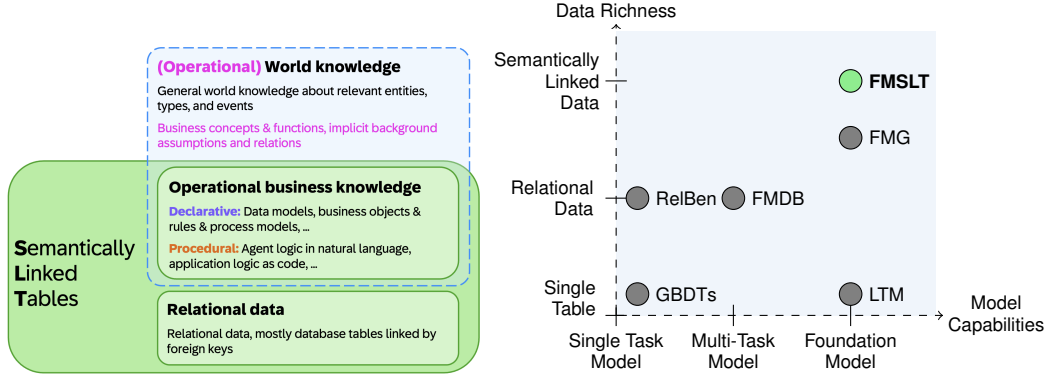 (Operational) World knowledge
General world knowledge about relevant entities,
types, and events
Business concepts & functions, implicit background
assumptions and relations
Operational business knowledge
Declarative: Data models, business objects &
rules & process models, ...
Procedural: Agent logic in natural language,
application logic as code, ...
Semantically
Linked
Tables
Relational data
Relational data, mostly database tables linked by
foreign keys
Data Richness
Semantically
Linked
Data
FMSLT
FMG
Relational
Data
RelBen
FMDB
Single
Table
GBDTs
LTM
Model
Capabilities
Single Task
Model
Multi-Task
Model
Foundation
Model